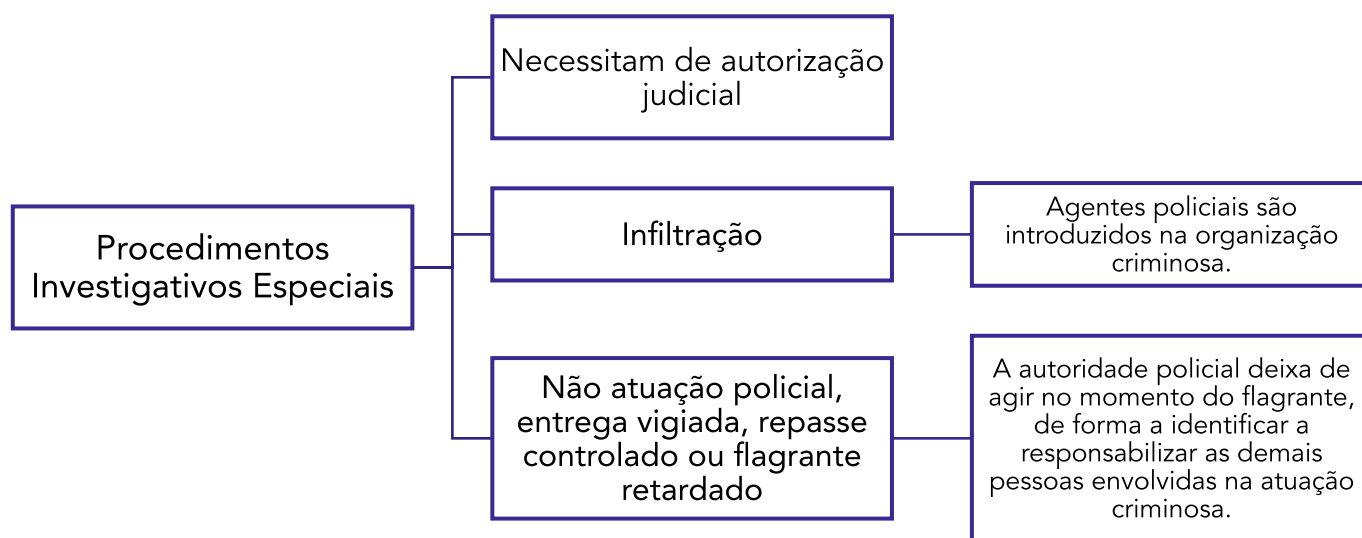 Procedimentos
Investigativos Especiais
Necessitam de autorização
judicial
Infiltração
Agentes policiais são
introduzidos na organização
criminosa.
Não atuação policial,
entrega vigiada, repasse
controlado ou flagrante
retardado
A autoridade policial deixa de
agir no momento do flagrante,
de forma a identificar a
responsabilizar as demais
pessoas envolvidas na atuação
criminosa.